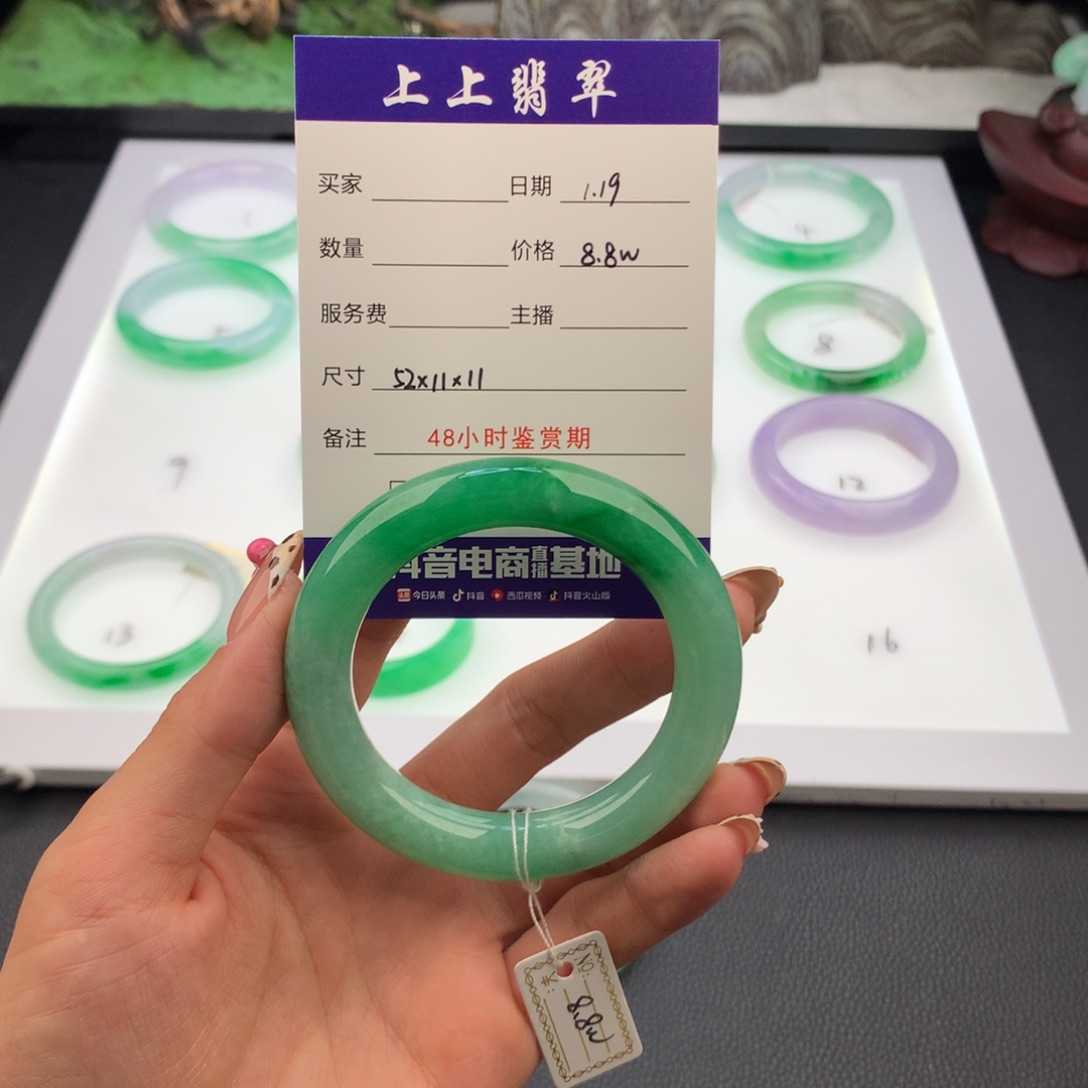 上上翡翠
买家 日期 1.19
数量 价格 8.8w
服务费 主播
尺寸 52x11x11
备注 48小时鉴赏期
抖音电商直播基地
今日头条 抖音 西瓜视频 抖音火山版
4
8
7
12
13
16
NO:
8.8w